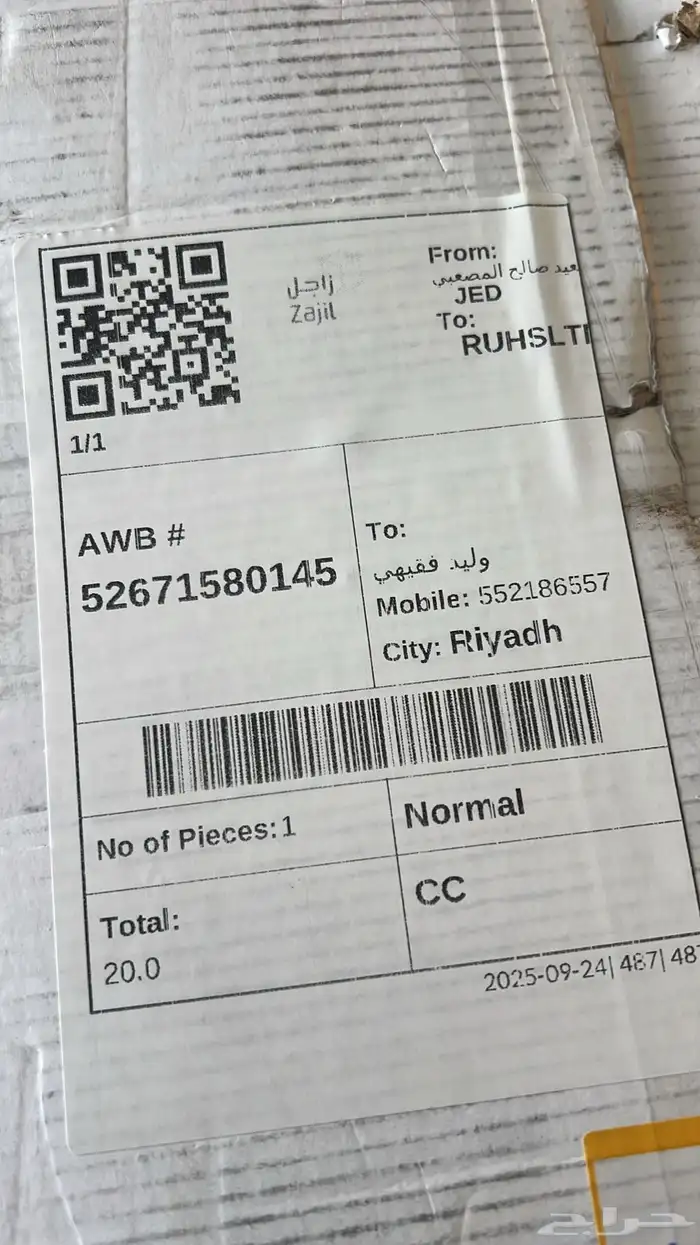 From:
صالح المصعبي
JED
To:
زاجل
Zajil
1/1
AWB #
52671580145
To:
وليد فقيهي
Mobile: 552186557
City: Riyadh
No of Pieces:1
Normal
Total:
20.0
CC
2025-09-24| 487|
حراج